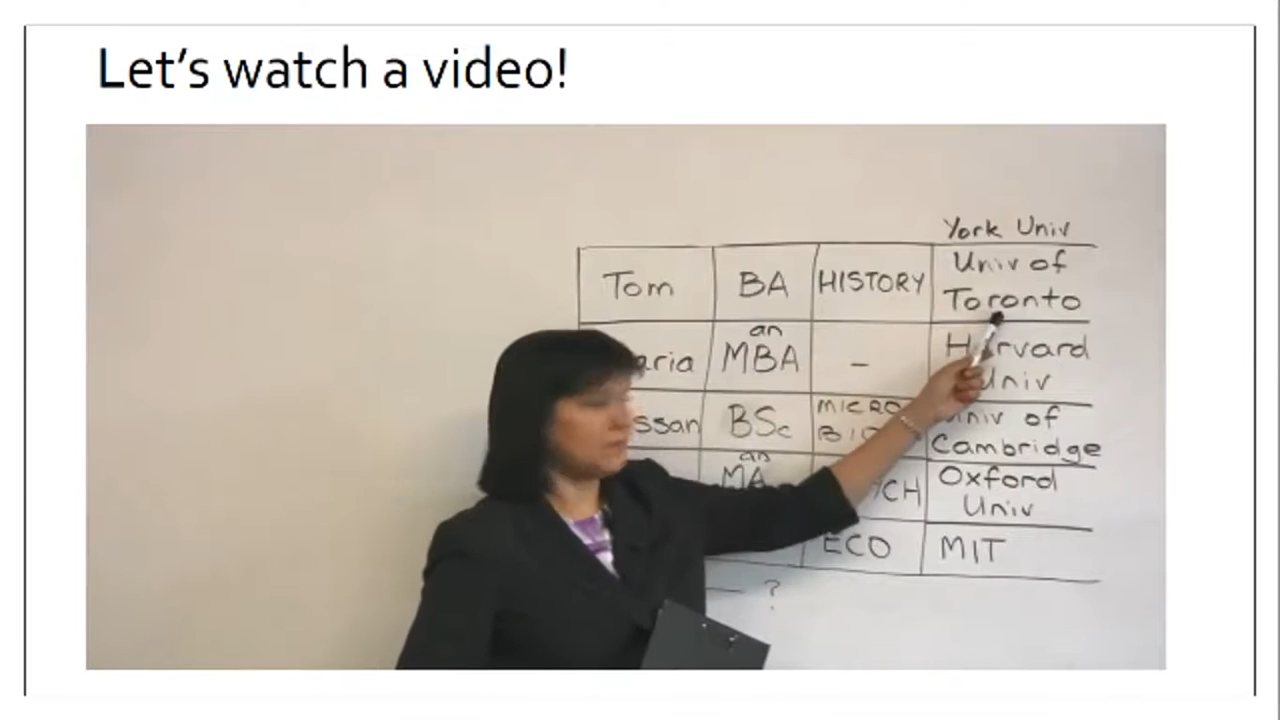 Let's watch a video!
York Univ
Tom BA HISTORY Univ of
Toronto
an
MBA – Harvard
Univ
BSc MICRO Univ of
Cambridge
an
MA Oxford
Univ
ECO MIT
?